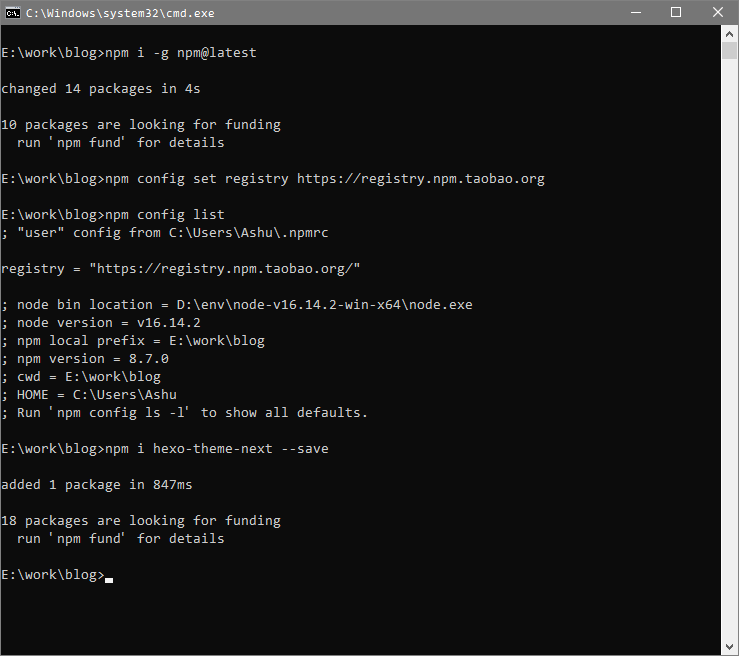 C:\Windows\system32\cmd.exe
E:\work\blog>npm i -g npm@latest
changed 14 packages in 4s
10 packages are looking for funding
run 'npm fund' for details
E:\work\blog>npm config set registry https://registry.npm.taobao.org
E:\work\blog>npm config list
; "user" config from C:\Users\Ashu\.npmrc
registry = "https://registry.npm.taobao.org/"
; node bin location = D:\env\node-v16.14.2-win-x64\node.exe
; node version = v16.14.2
; npm local prefix = E:\work\blog
; npm version = 8.7.0
; cwd = E:\work\blog
; HOME = C:\Users\Ashu
; Run 'npm config ls -l' to show all defaults.
E:\work\blog>npm i hexo-theme-next --save
added 1 package in 847ms
18 packages are looking for funding
run 'npm fund' for details
E:\work\blog>